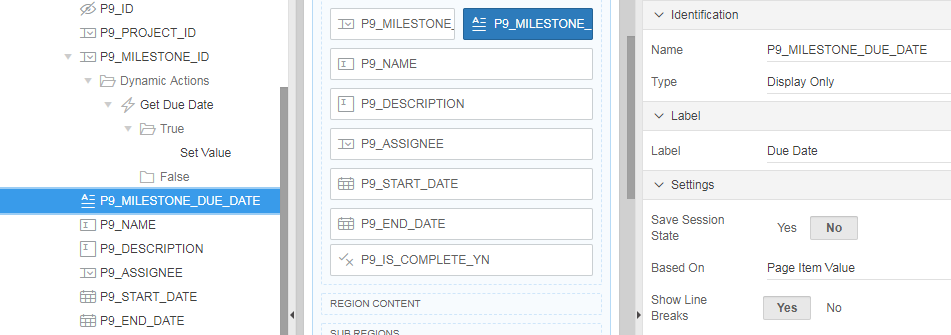 P9_ID
P9_PROJECT_ID
P9_MILESTONE_ID
Dynamic Actions
Get Due Date
True
Set Value
False
P9_MILESTONE_DUE_DATE
P9_NAME
P9_DESCRIPTION
P9_ASSIGNEE
P9_START_DATE
P9_END_DATE
P9_MILESTONE_ P9_MILESTONE_
P9_NAME
P9_DESCRIPTION
P9_ASSIGNEE
P9_START_DATE
P9_END_DATE
P9_IS_COMPLETE_YN
REGION CONTENT
SUB REGIONS
Identification
Name P9_MILESTONE_DUE_DATE
Type Display Only
Label
Label Due Date
Settings
Save Session
State Yes No
Based On Page Item Value
Show Line
Breaks Yes No